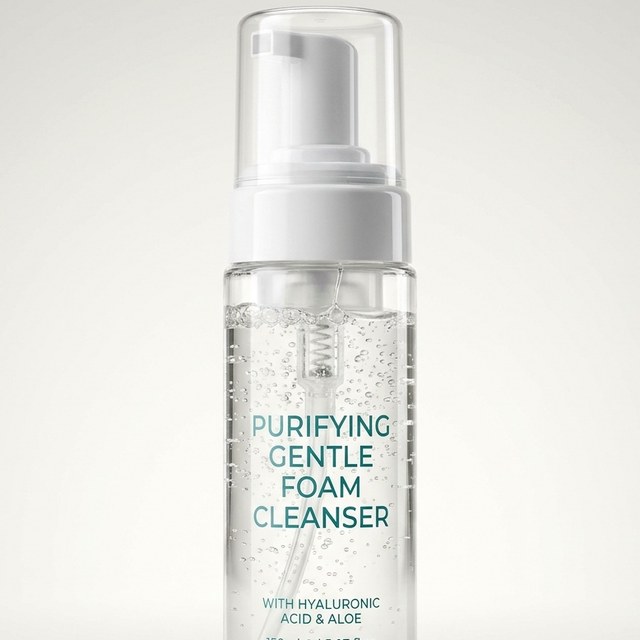 PURIFYING
GENTLE
FOAM
CLEANSER
WITH HYALURONIC
ACID & ALOE